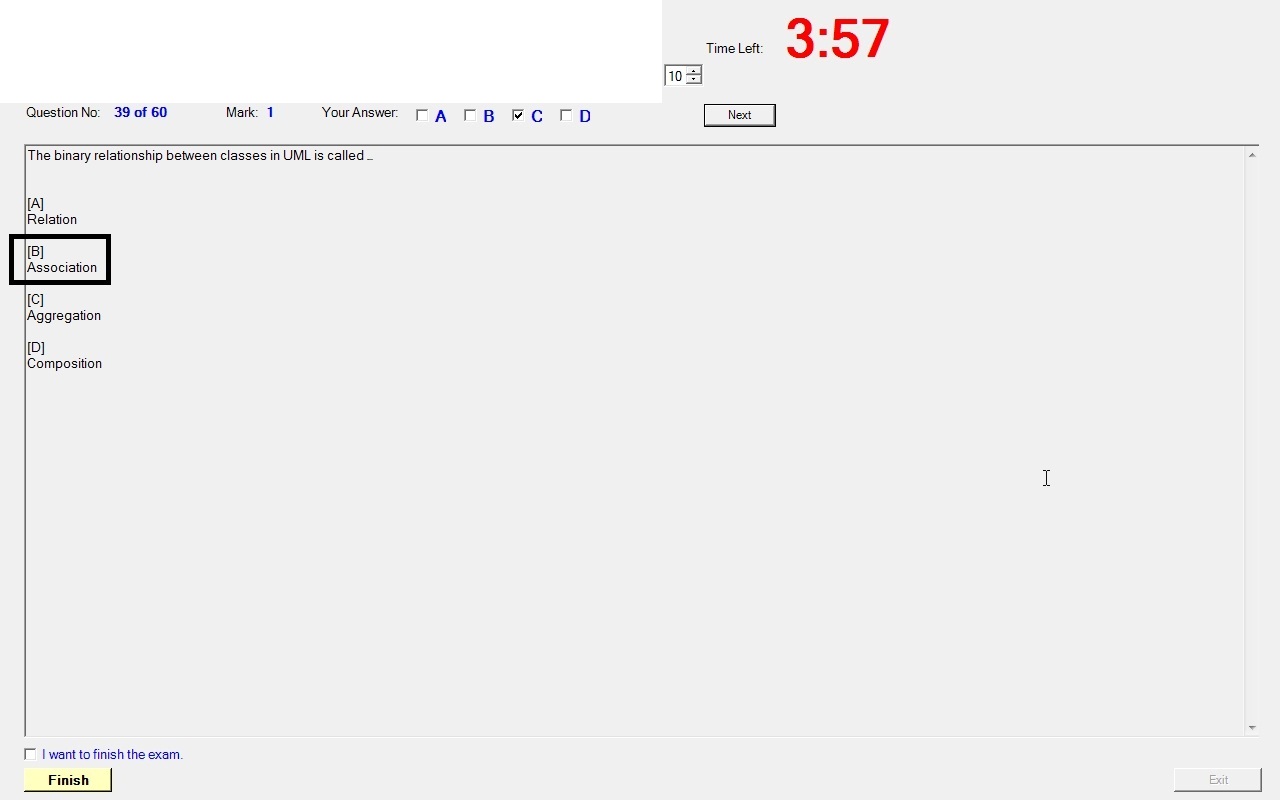 Time Left: 3:57
10
Question No: 39 of 60 Mark: 1 Your Answer: A B C D Next
The binary relationship between classes in UML is called _
[A]
Relation
[B]
Association
[C]
Aggregation
[D]
Composition
I want to finish the exam.
Finish Exit